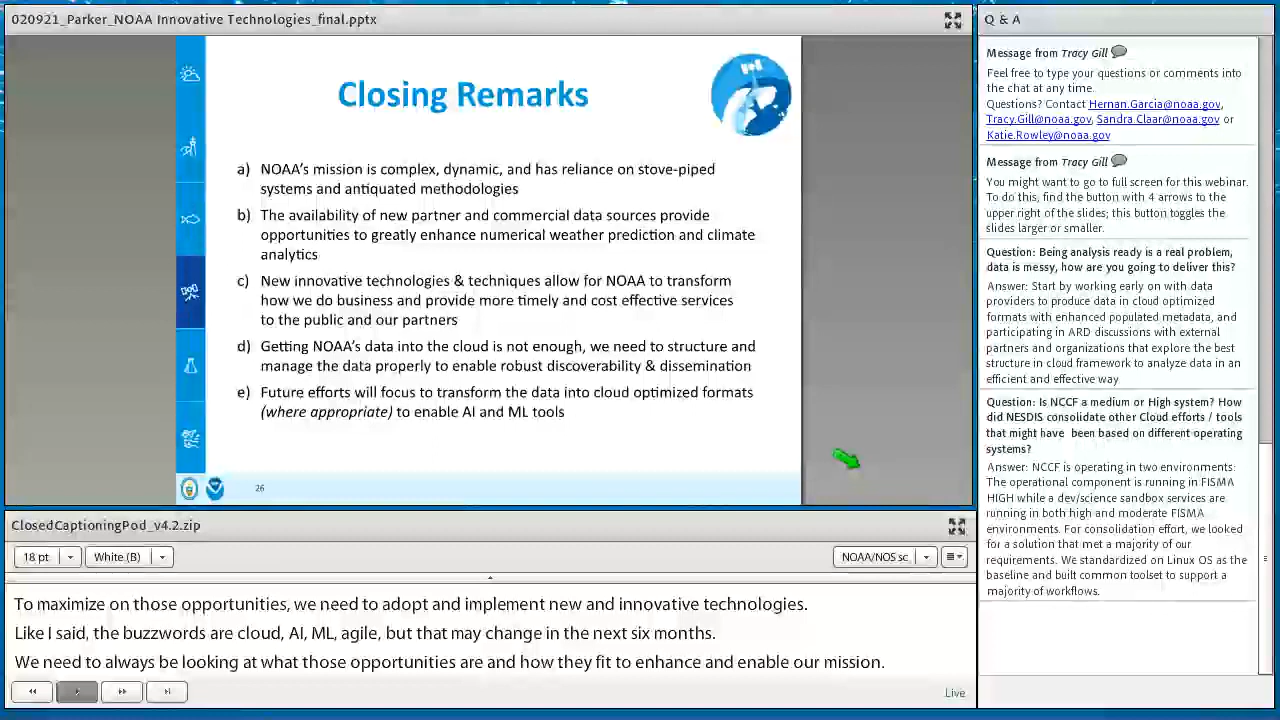 020921_Parker_NOAA Innovative Technologies_final.pptx
Closing Remarks
a) NOAA's mission is complex, dynamic, and has reliance on stove-piped
systems and antiquated methodologies
b) The availability of new partner and commercial data sources provide
opportunities to greatly enhance numerical weather prediction and climate
analytics
c) New innovative technologies & techniques allow for NOAA to transform
how we do business and provide more timely and cost effective services
to the public and our partners
d) Getting NOAA's data into the cloud is not enough, we need to structure and
manage the data properly to enable robust discoverability & dissemination
e) Future efforts will focus to transform the data into cloud optimized formats
(where appropriate) to enable AI and ML tools
26
ClosedCaptioningPod_v4.2.zip
18 pt
White (B)
NOAA/NOS sc
To maximize on those opportunities, we need to adopt and implement new and innovative technologies.
Like I said, the buzzwords are cloud, AI, ML, agile, but that may change in the next six months.
We need to always be looking at what those opportunities are and how they fit to enhance and enable our mission.
Live
Q & A
Message from Tracy Gill
Feel free to type your questions or comments into
the chat at any time.
Questions? Contact Hernan.Garcia@noaa.gov,
Tracy.Gill@noaa.gov, Sandra.Claar@noaa.gov or
Katie.Rowley@noaa.gov
Message from Tracy Gill
You might want to go to full screen for this webinar.
To do this, find the button with 4 arrows to the
upper right of the slides; this button toggles the
slides larger or smaller.
Question: Being analysis ready is a real problem,
data is messy, how are you going to deliver this?
Answer: Start by working early on with data
providers to produce data in cloud optimized
formats with enhanced populated metadata, and
participating in ARD discussions with external
partners and organizations that explore the best
structure in cloud framework to analyze data in an
efficient and effective way
Question: Is NCCF a medium or High system? How
did NESDIS consolidate other Cloud efforts / tools
that might have been based on different operating
systems?
Answer: NCCF is operating in two environments:
The operational component is running in FISMA
HIGH while a dev/science sandbox services are
running in both high and moderate FISMA
environments. For consolidation effort, we looked
for a solution that met a majority of our
requirements. We standardized on Linux OS as the
baseline and built common toolset to support a
majority of workflows.